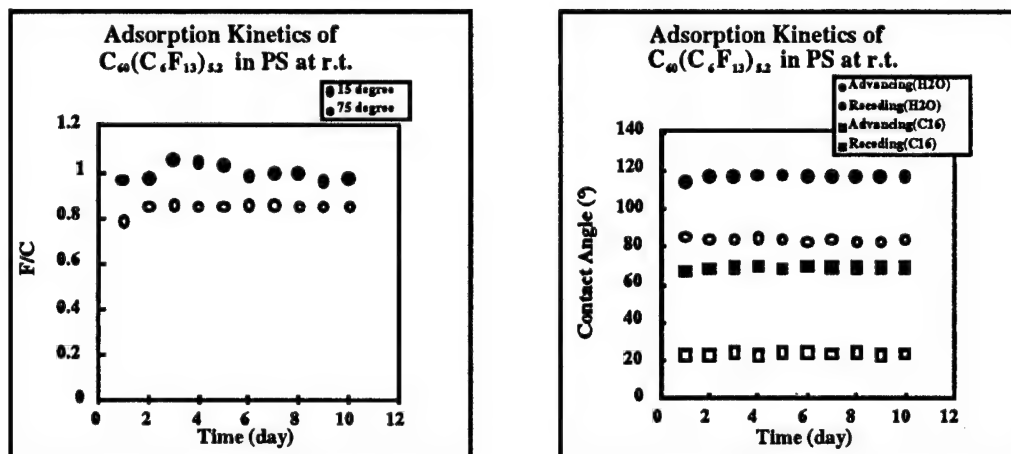 Adsorption Kinetics of
C₆₀(C₆F₁₃)₅.₂ in PS at r.t.
15 degree
75 degree
1.2
1
0.8
0.6
0.4
0.2
0
F/C
0 2 4 6 8 10 12
Time (day)
Adsorption Kinetics of
C₆₀(C₆F₁₃)₅.₂ in PS at r.t.
Advancing(H2O)
Receding(H2O)
Advancing(C16)
Receding(C16)
140
120
100
80
60
40
20
0
Contact Angle (°)
0 2 4 6 8 10 12
Time (day)